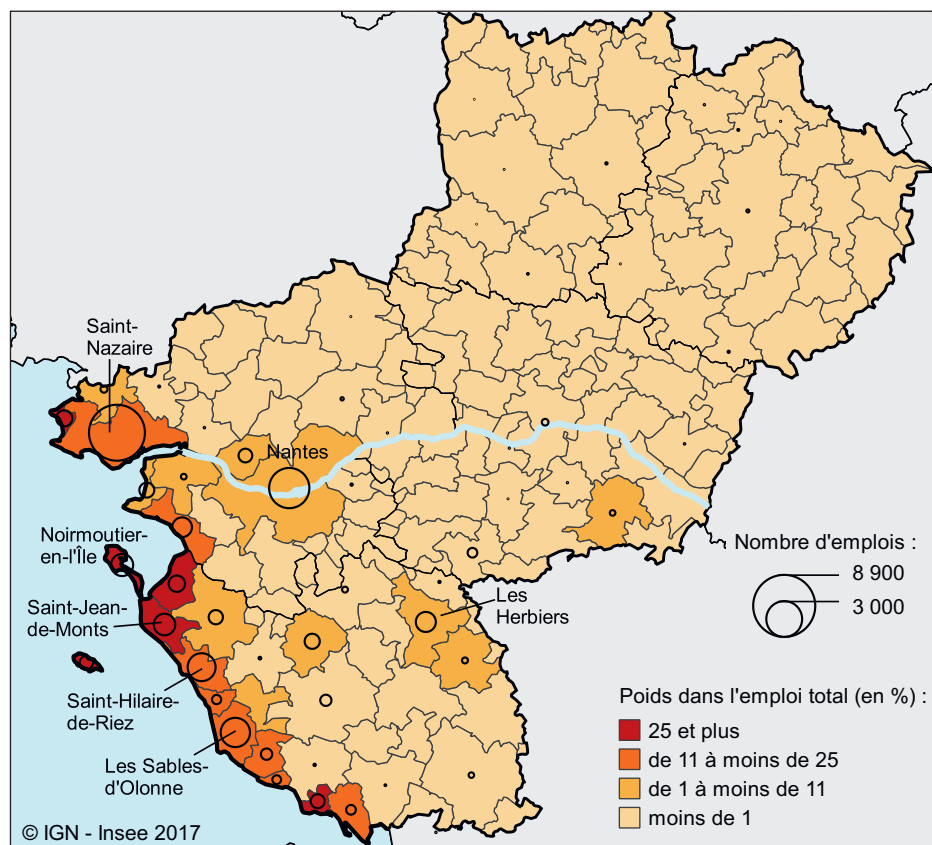 Saint-
Nazaire
Nantes
Noirmoutier-
en-l'Île
Saint-Jean-
de-Monts
Saint-Hilaire-
de-Riez
Les Sables-
d'Olonne
Les
Herbiers
Nombre d'emplois :
8 900
3 000
Poids dans l'emploi total (en %) :
25 et plus
de 11 à moins de 25
de 1 à moins de 11
moins de 1
© IGN - Insee 2017